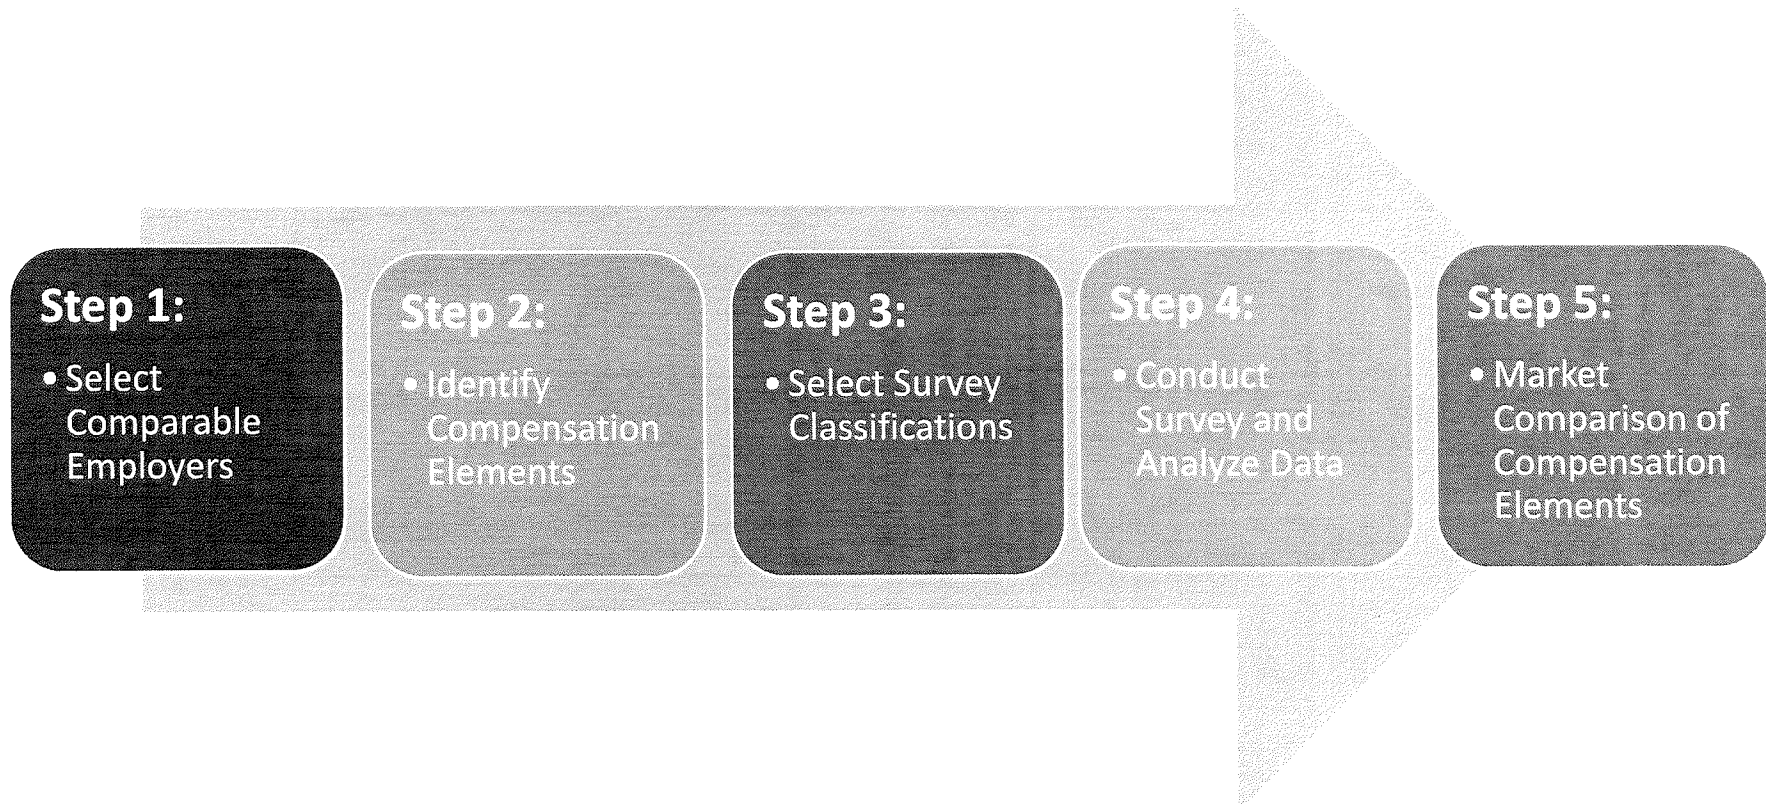 Step 1:
• Select
Comparable
Employers
Step 2:
• Identify
Compensation
Elements
Step 3:
• Select Survey
Classifications
Step 4:
• Conduct
Survey and
Analyze Data
Step 5:
• Market
Comparison of
Compensation
Elements